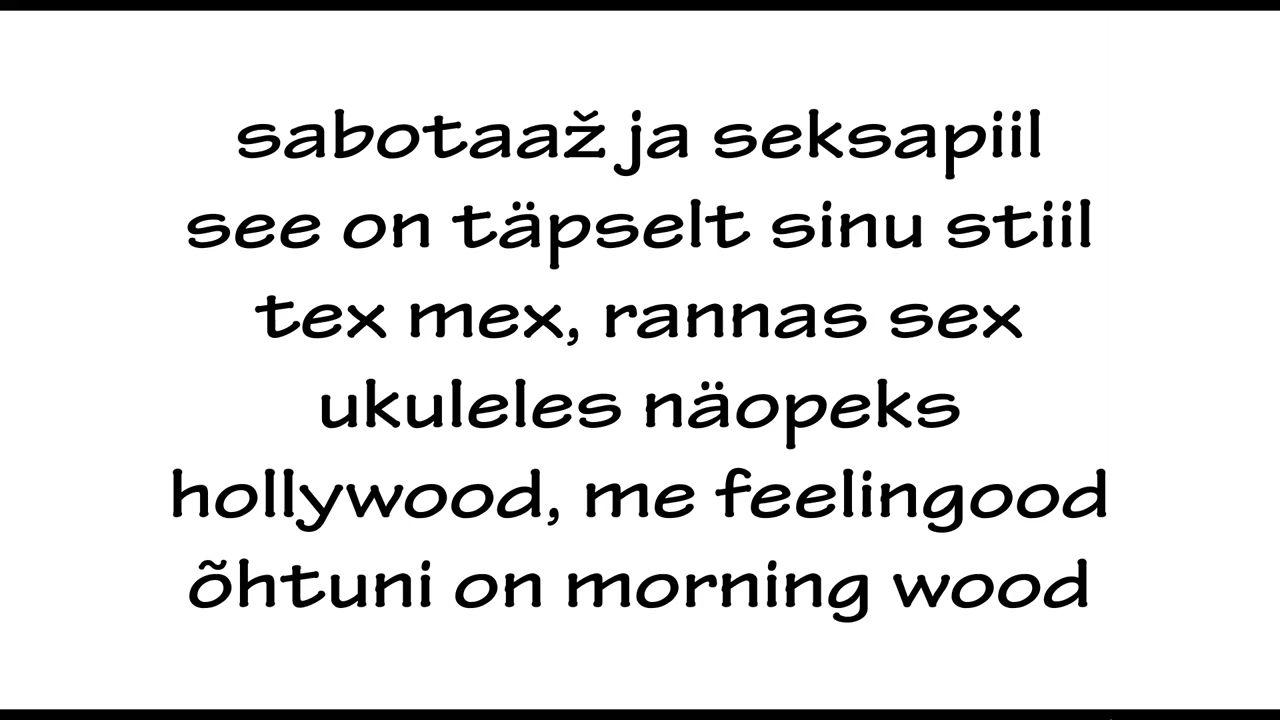 sabotaaž ja seksapiil
see on täpselt sinu stiil
tex mex, rannas sex
ukuleles näopeks
hollywood, me feelingood
õhtuni on morning wood